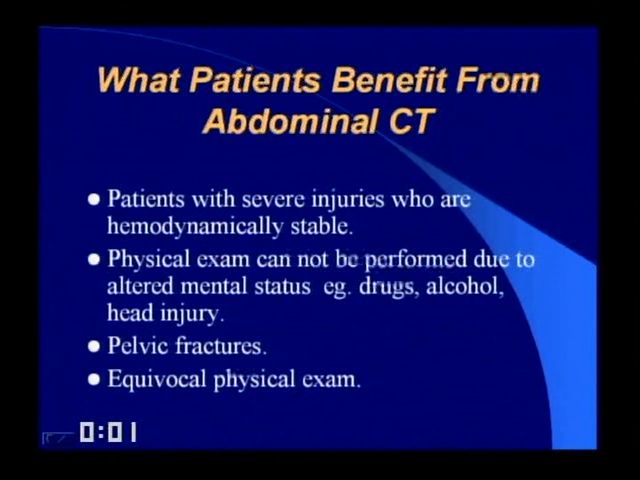 What Patients Benefit From
Abdominal CT
● Patients with severe injuries who are
hemodynamically stable.
● Physical exam can not be performed due to
altered mental status eg. drugs, alcohol,
head injury.
● Pelvic fractures.
● Equivocal physical exam.
0:01